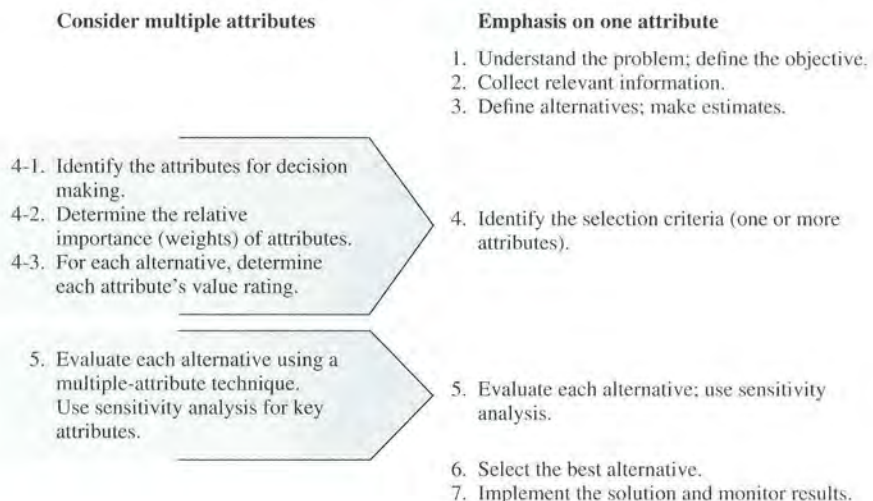 Consider multiple attributes
Emphasis on one attribute
1. Understand the problem; define the objective.
2. Collect relevant information.
3. Define alternatives; make estimates.
4-1. Identify the attributes for decision
making.
4-2. Determine the relative
importance (weights) of attributes.
4-3. For each alternative, determine
each attribute's value rating.
4. Identify the selection criteria (one or more
attributes).
5. Evaluate each alternative using a
multiple-attribute technique.
Use sensitivity analysis for key
attributes.
5. Evaluate each alternative; use sensitivity
analysis.
6. Select the best alternative.
7. Implement the solution and monitor results.